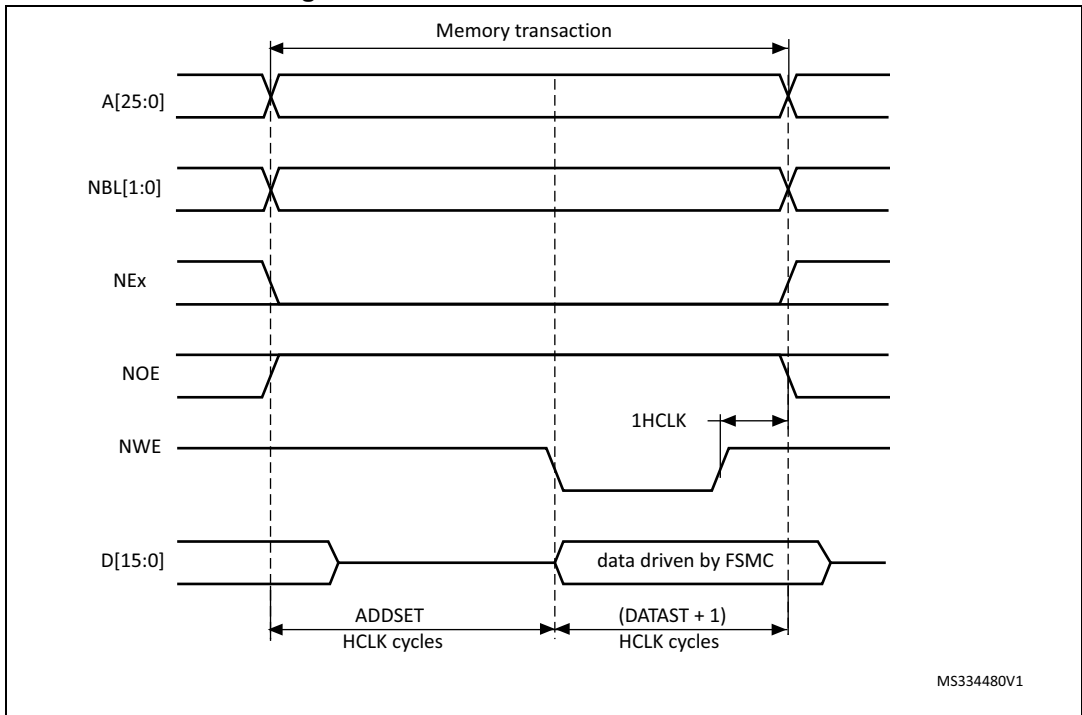 Memory transaction
A[25:0]
NBL[1:0]
NEx
NOE
1HCLK
NWE
D[15:0]
data driven by FSMC
ADDSET
HCLK cycles
(DATAST + 1)
HCLK cycles
MS334480V1